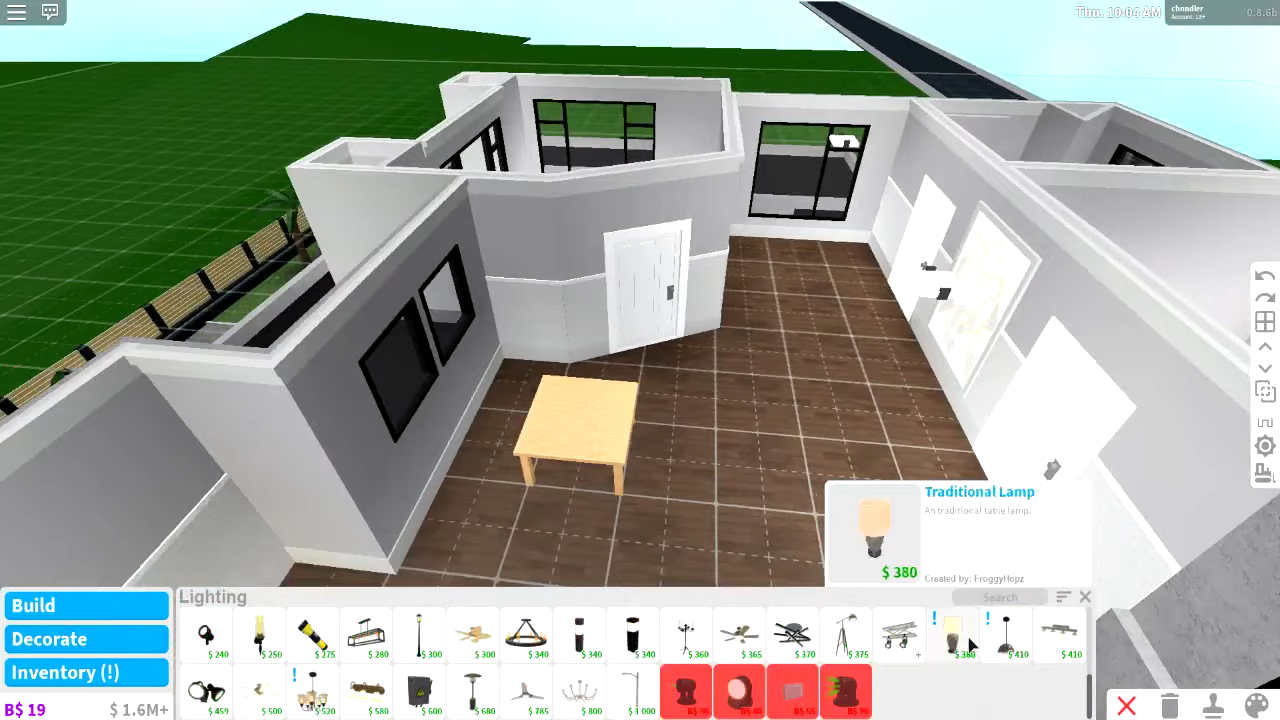 Thu. 10:04 AM
chnndler
Account: 13+
0.8.6b
Traditional Lamp
An traditional table lamp.
$ 380
Created by: FroggyHopz
Build
Decorate
Inventory (!)
B$ 19
$ 1.6M+
Lighting
Search
$ 240
$ 250
$ 275
$ 280
$ 300
$ 300
$ 340
$ 340
$ 340
$ 360
$ 365
$ 370
$ 375
+
!
$ 380
!
$ 410
$ 410
$ 459
$ 500
!
$ 520
$ 580
$ 600
$ 680
$ 785
$ 800
$ 1 000